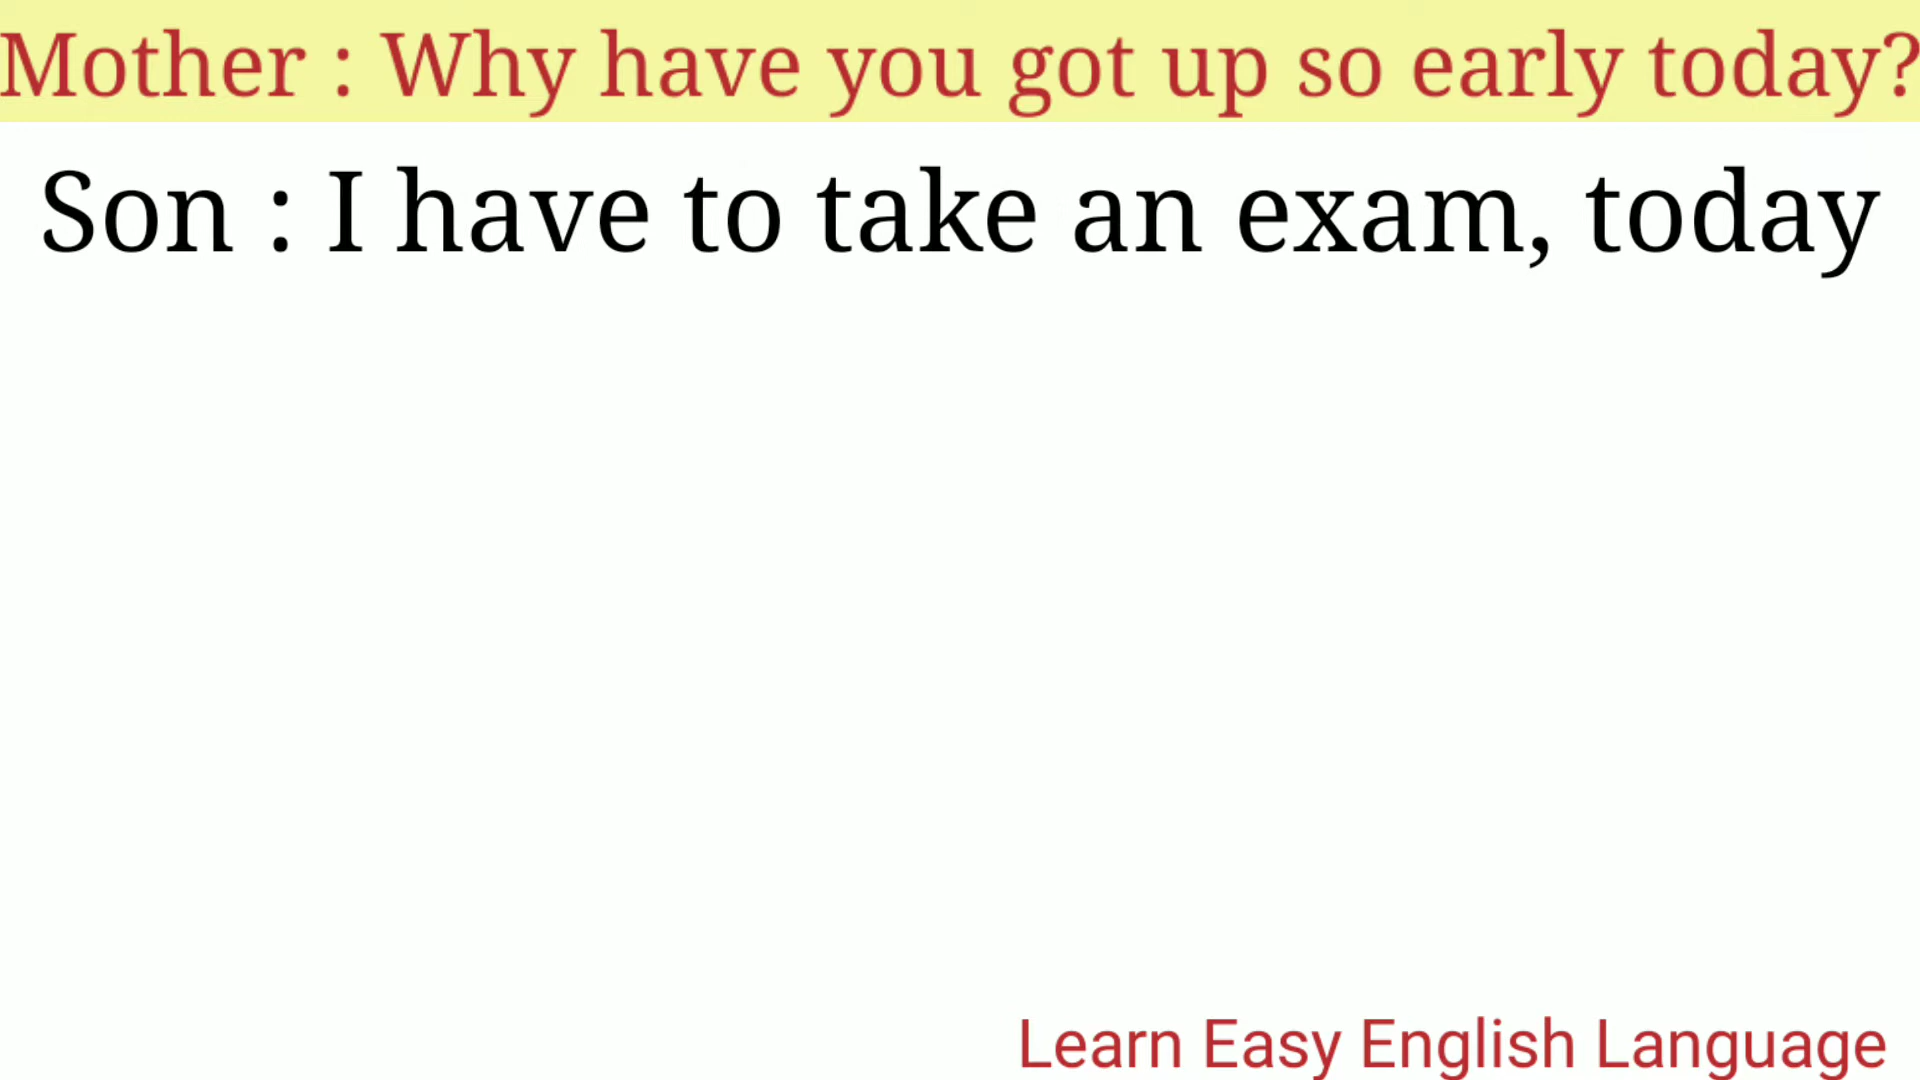 Mother : Why have you got up so early today?
Son : I have to take an exam, today
Learn Easy English Language